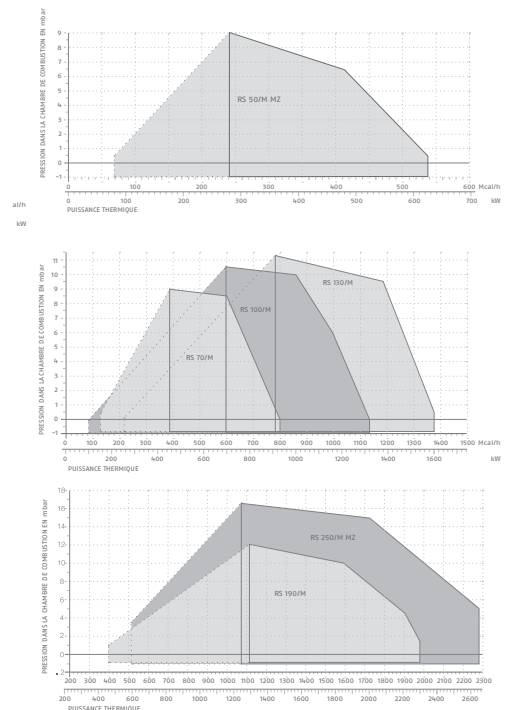 PRESSION DANS LA CHAMBRE DE COMBUSTION EN mbar
9
8
7
6
5
4
3
2
1
0
-1
RS 50/M MZ
0 100 200 300 400 500 600 Mcal/h
0 100 200 300 400 500 600 700 kW
PUISSANCE THERMIQUE
al/h
kW
PRESSION DANS LA CHAMBRE DE COMBUSTION EN mbar
11
10
9
8
7
6
5
4
3
2
1
0
-1
RS 130/M
RS 100/M
RS 70/M
0 100 200 300 400 500 600 700 800 900 1000 1100 1200 1300 1400 1500 Mcal/h
0 200 400 600 800 1000 1200 1400 1600 kW
PUISSANCE THERMIQUE
PRESSION DANS LA CHAMBRE DE COMBUSTION EN mbar
18
16
14
12
10
8
6
4
2
0
-2
RS 250/M MZ
RS 190/M
200 300 400 500 600 700 800 900 1000 1100 1200 1300 1400 1500 1600 1700 1800 1900 2000 2100 2200 2300
200 400 600 800 1000 1200 1400 1600 1800 2000 2200 2400 2600
PUISSANCE THERMIQUE